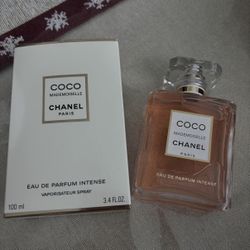 COCO
MADEMOISELLE
CHANEL
PARIS
EAU DE PARFUM INTENSE
VAPORISATEUR SPRAY
100 ml
3.4 FL.OZ.
COCO
MADEMOISELLE
CHANEL
PARIS
EAU DE PARFUM INTENSE